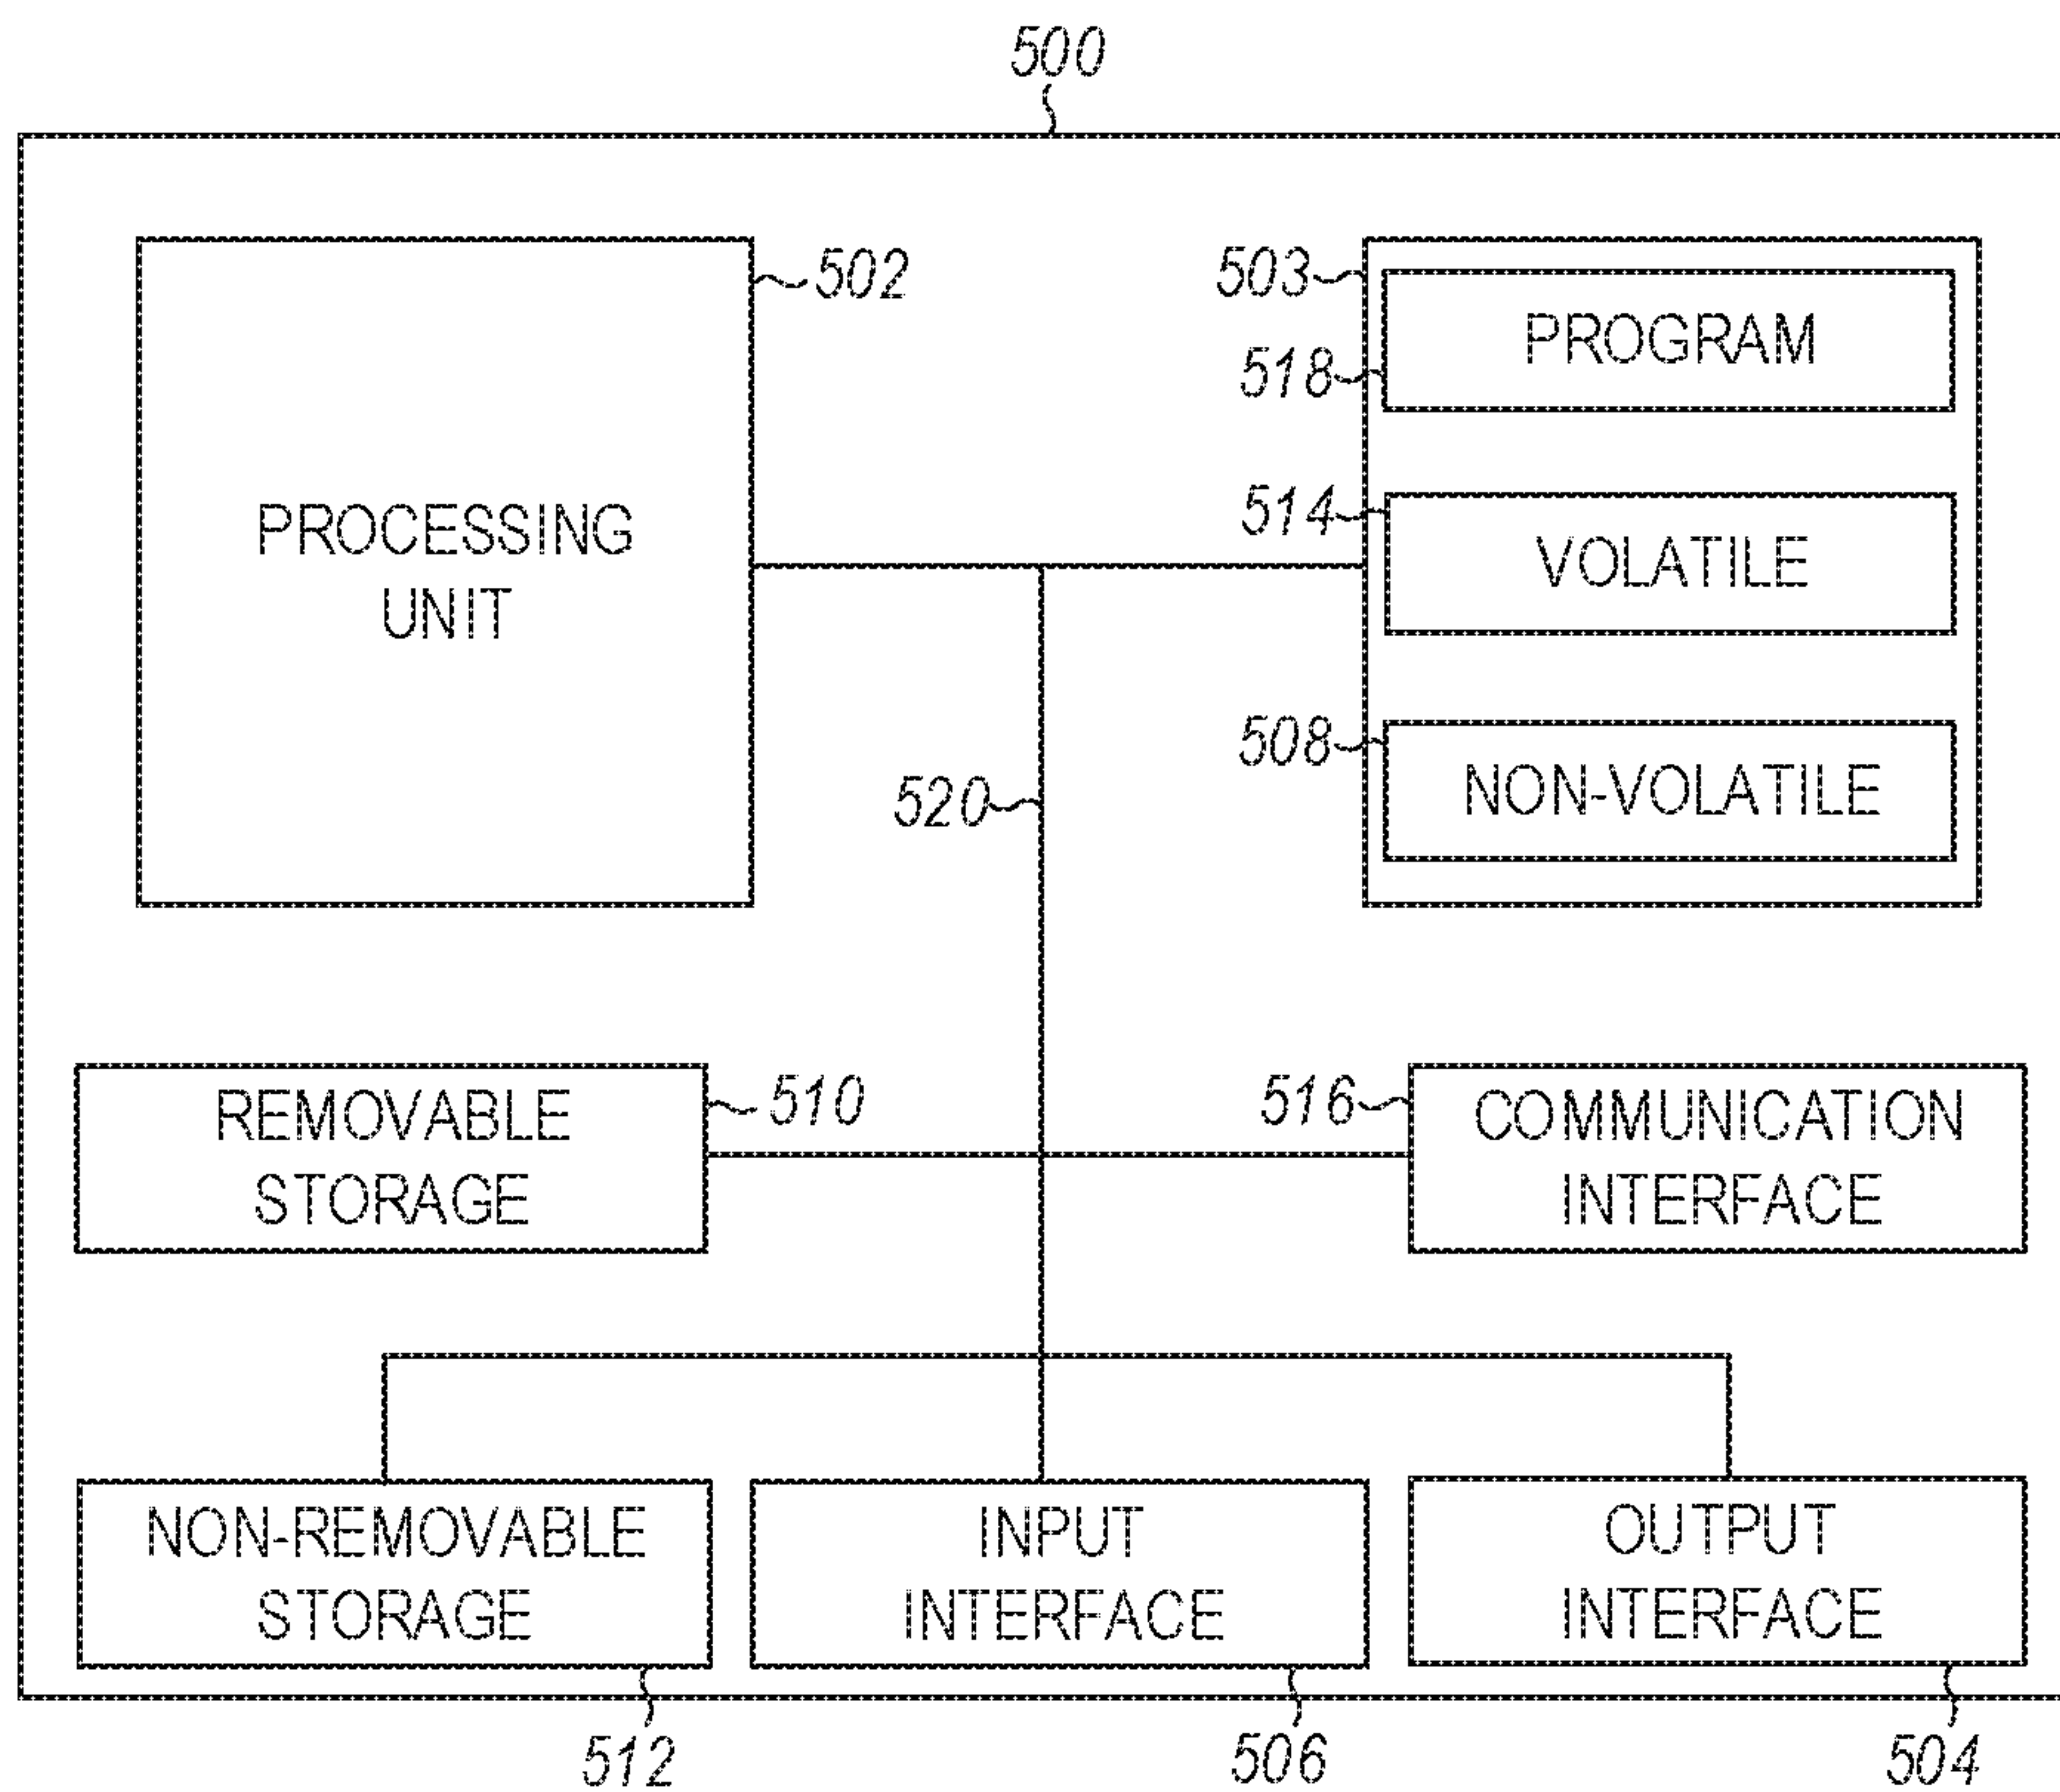 500
502
503
PROGRAM
518
514
VOLATILE
PROCESSING
UNIT
508
NON-VOLATILE
520
REMOVABLE
STORAGE
510
516
COMMUNICATION
INTERFACE
NON-REMOVABLE
STORAGE
INPUT
INTERFACE
OUTPUT
INTERFACE
512
506
504